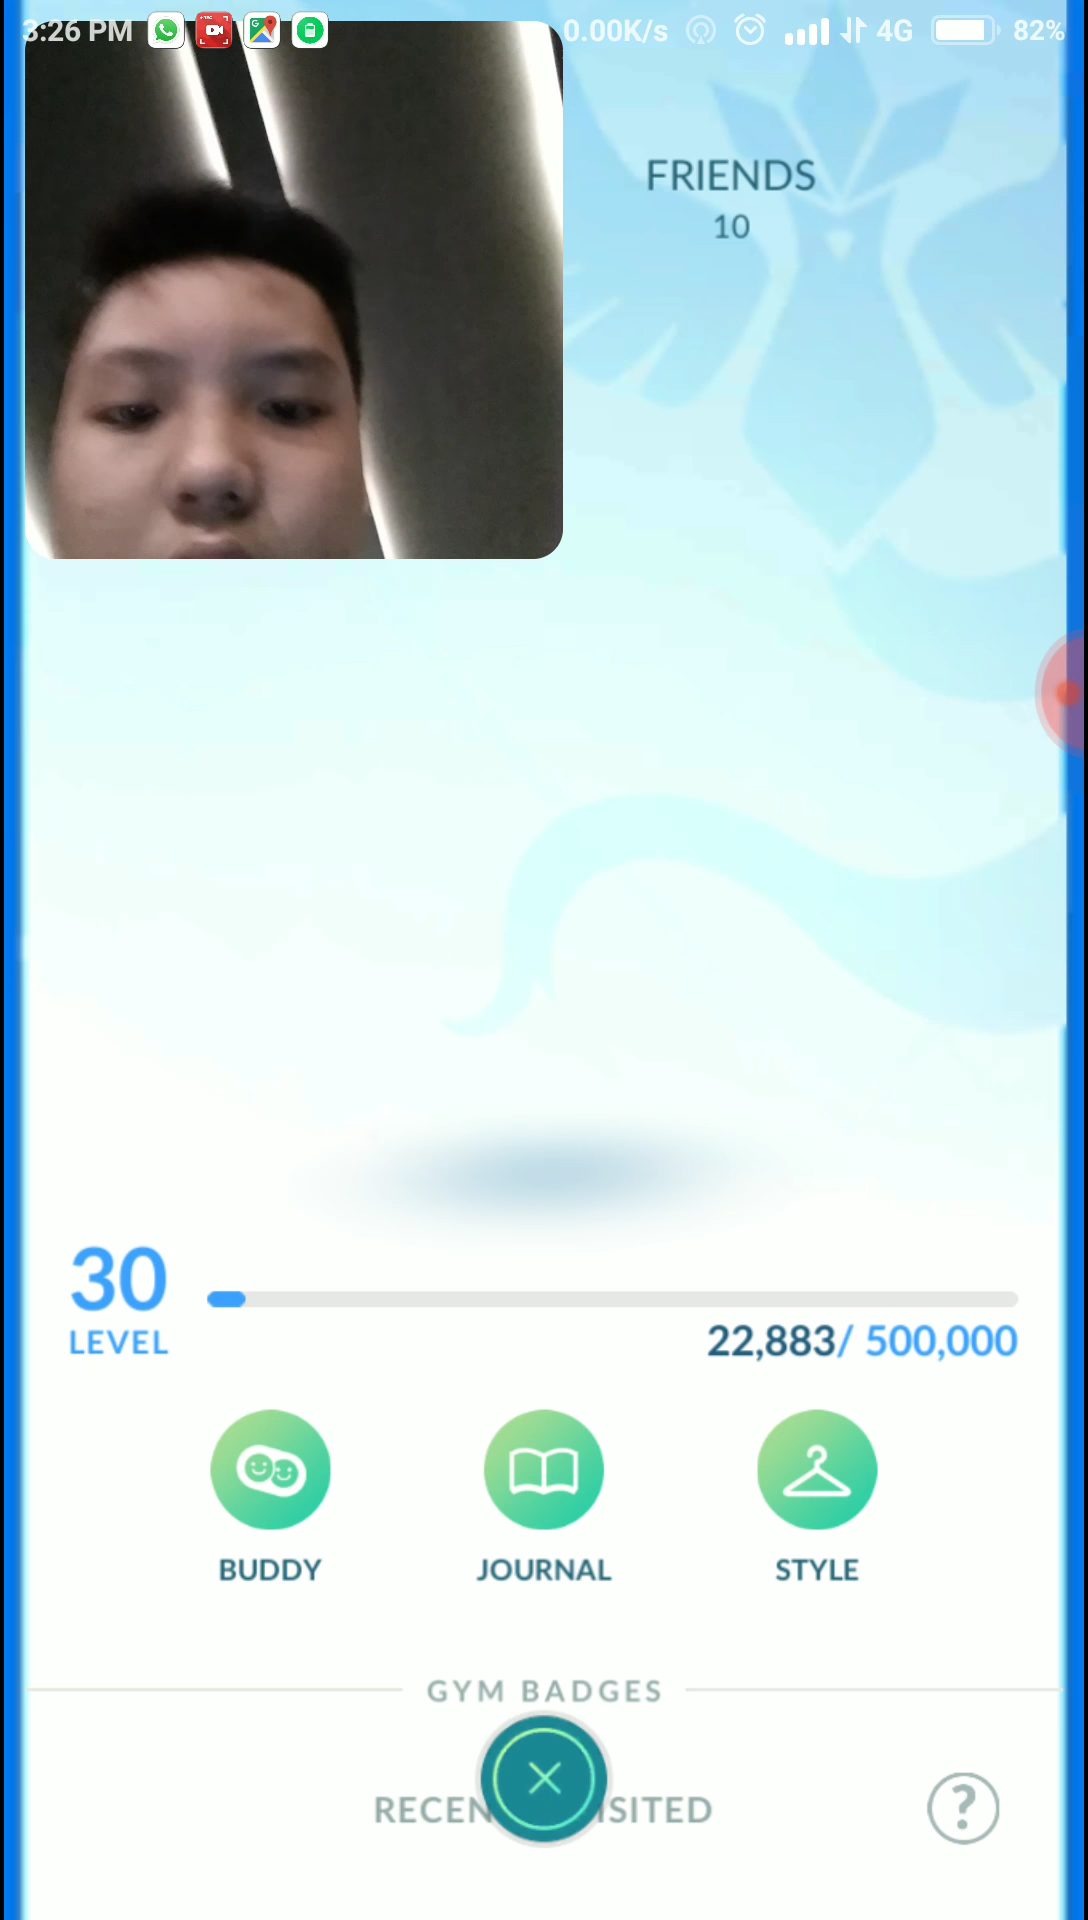 3:26 PM 0.00K/s 4G 82%
FRIENDS
10
30
LEVEL
22,883/ 500,000
BUDDY JOURNAL STYLE
GYM BADGES
?